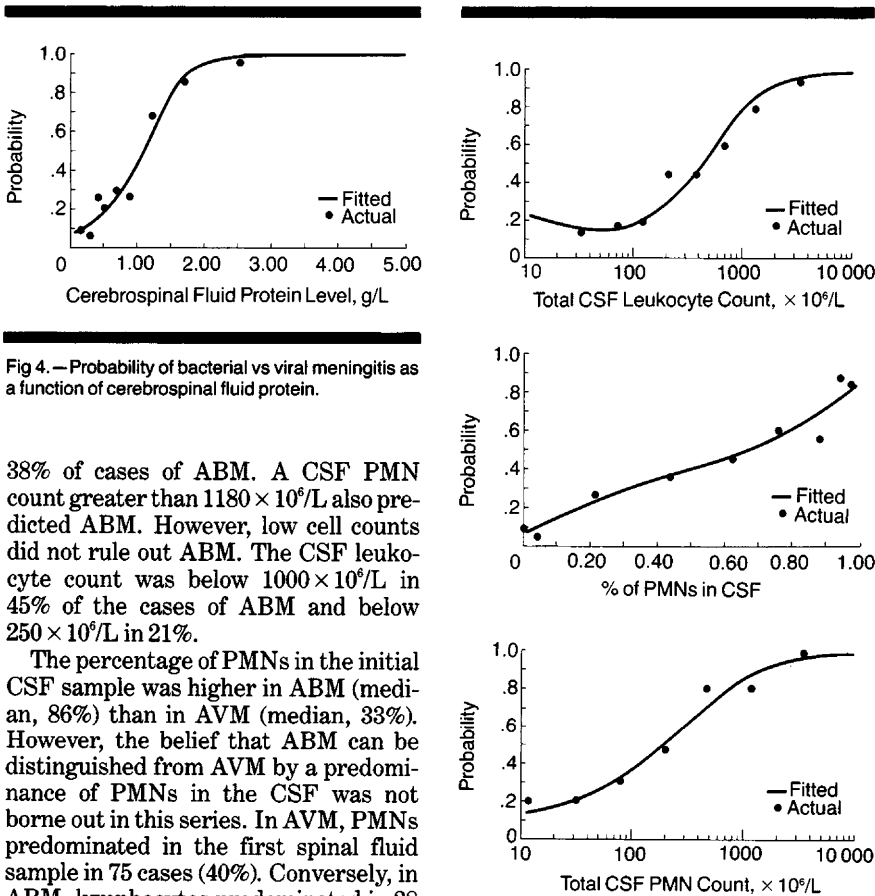 1.0
.8
.6
.4
.2
Probability
Fitted
Actual
0 1.00 2.00 3.00 4.00 5.00
Cerebrospinal Fluid Protein Level, g/L
Fig 4.—Probability of bacterial vs viral meningitis as
a function of cerebrospinal fluid protein.
38% of cases of ABM. A CSF PMN
count greater than 1180 × 10⁶/L also pre-
dicted ABM. However, low cell counts
did not rule out ABM. The CSF leuko-
cyte count was below 1000 × 10⁶/L in
45% of the cases of ABM and below
250 × 10⁶/L in 21%.
The percentage of PMNs in the initial
CSF sample was higher in ABM (medi-
an, 86%) than in AVM (median, 33%).
However, the belief that ABM can be
distinguished from AVM by a predomi-
nance of PMNs in the CSF was not
borne out in this series. In AVM, PMNs
predominated in the first spinal fluid
sample in 75 cases (40%). Conversely, in
1.0
.8
.6
.4
.2
0
Probability
Fitted
Actual
10 100 1000 10 000
Total CSF Leukocyte Count, × 10⁶/L
1.0
.8
.6
.4
.2
Probability
Fitted
Actual
0 0.20 0.40 0.60 0.80 1.00
% of PMNs in CSF
1.0
.8
.6
.4
.2
0
Probability
Fitted
Actual
10 100 1000 10 000
Total CSF PMN Count, × 10⁶/L